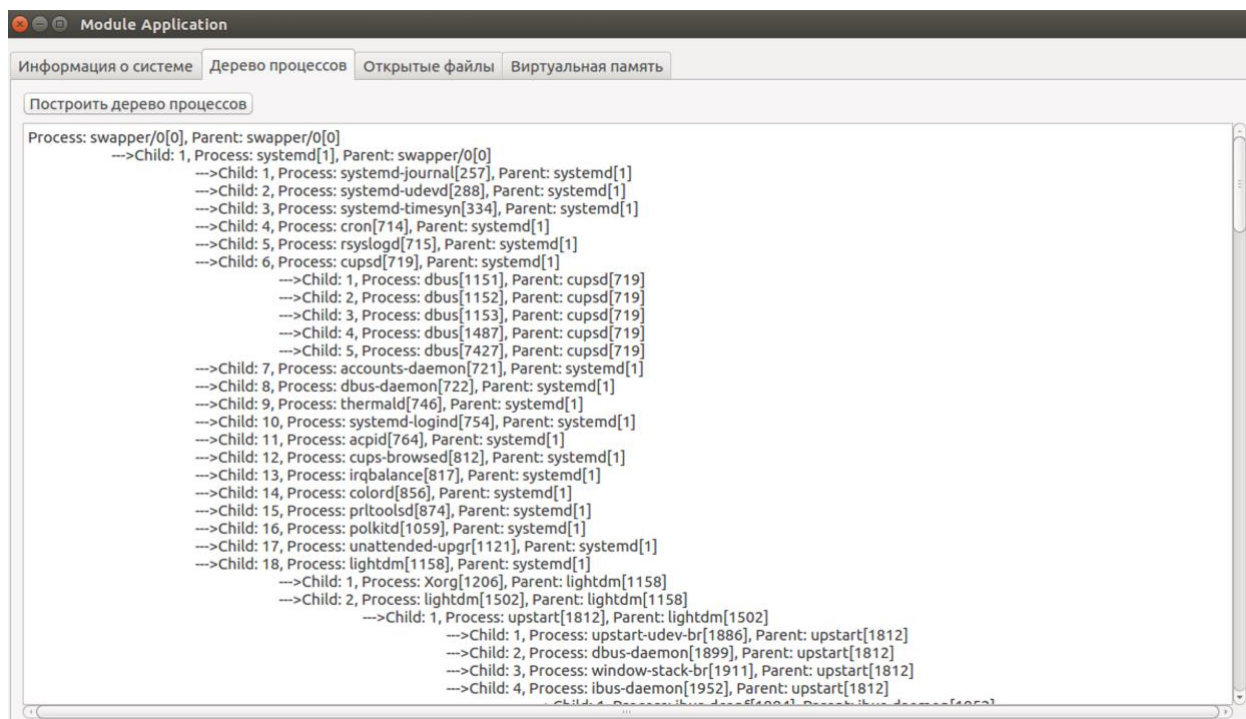 Module Application
Информация о системе Дерево процессов Открытые файлы Виртуальная память
Построить дерево процессов
Process: swapper/0[0], Parent: swapper/0[0]
--->Child: 1, Process: systemd[1], Parent: swapper/0[0]
--->Child: 1, Process: systemd-journal[257], Parent: systemd[1]
--->Child: 2, Process: systemd-udevd[288], Parent: systemd[1]
--->Child: 3, Process: systemd-timesyn[334], Parent: systemd[1]
--->Child: 4, Process: cron[714], Parent: systemd[1]
--->Child: 5, Process: rsyslogd[715], Parent: systemd[1]
--->Child: 6, Process: cupsd[719], Parent: systemd[1]
--->Child: 1, Process: dbus[1151], Parent: cupsd[719]
--->Child: 2, Process: dbus[1152], Parent: cupsd[719]
--->Child: 3, Process: dbus[1153], Parent: cupsd[719]
--->Child: 4, Process: dbus[1487], Parent: cupsd[719]
--->Child: 5, Process: dbus[7427], Parent: cupsd[719]
--->Child: 7, Process: accounts-daemon[721], Parent: systemd[1]
--->Child: 8, Process: dbus-daemon[722], Parent: systemd[1]
--->Child: 9, Process: thermald[746], Parent: systemd[1]
--->Child: 10, Process: systemd-logind[754], Parent: systemd[1]
--->Child: 11, Process: acpid[764], Parent: systemd[1]
--->Child: 12, Process: cups-browsed[812], Parent: systemd[1]
--->Child: 13, Process: irqbalance[817], Parent: systemd[1]
--->Child: 14, Process: colord[856], Parent: systemd[1]
--->Child: 15, Process: prltoolsd[874], Parent: systemd[1]
--->Child: 16, Process: polkitd[1059], Parent: systemd[1]
--->Child: 17, Process: unattended-upgr[1121], Parent: systemd[1]
--->Child: 18, Process: lightdm[1158], Parent: systemd[1]
--->Child: 1, Process: Xorg[1206], Parent: lightdm[1158]
--->Child: 2, Process: lightdm[1502], Parent: lightdm[1158]
--->Child: 1, Process: upstart[1812], Parent: lightdm[1502]
--->Child: 1, Process: upstart-udev-br[1886], Parent: upstart[1812]
--->Child: 2, Process: dbus-daemon[1899], Parent: upstart[1812]
--->Child: 3, Process: window-stack-br[1911], Parent: upstart[1812]
--->Child: 4, Process: ibus-daemon[1952], Parent: upstart[1812]